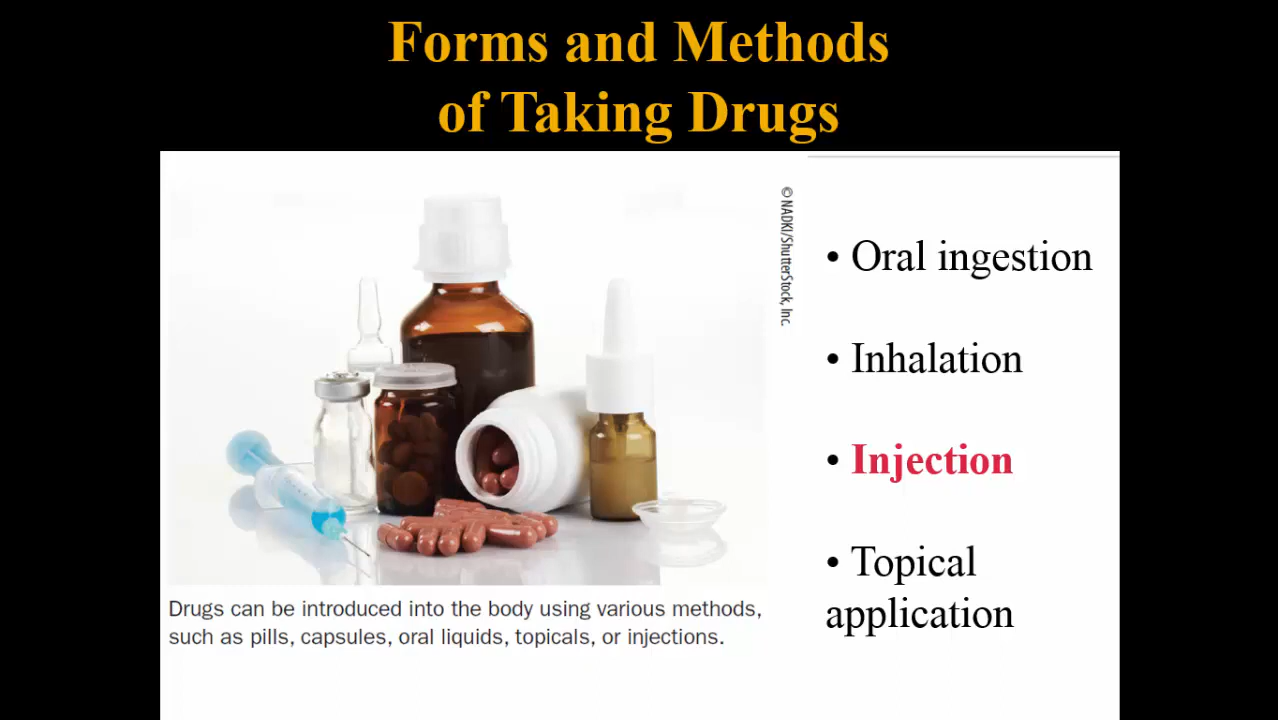 Forms and Methods
of Taking Drugs
© NADKI/ShutterStock, Inc.
• Oral ingestion
• Inhalation
• Injection
• Topical
application
Drugs can be introduced into the body using various methods,
such as pills, capsules, oral liquids, topicals, or injections.